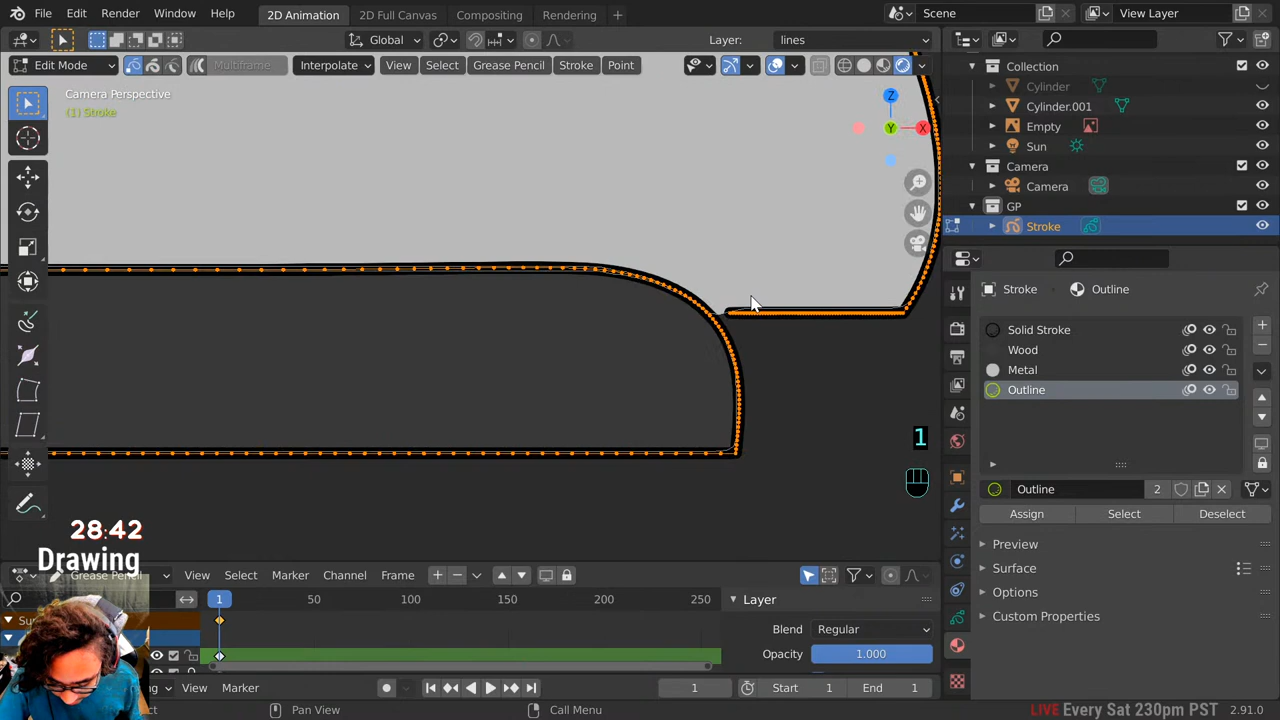 File Edit Render Window Help 2D Animation 2D Full Canvas Compositing Rendering + Scene View Layer
Global Layer: lines
Edit Mode Multiframe Interpolate View Select Grease Pencil Stroke Point
Camera Perspective
(1) Stroke
Z
Y
X
1
Collection
Cylinder
Cylinder.001
Empty
Sun
Camera
Camera
GP
Stroke
Stroke Outline
Solid Stroke
Wood
Metal
Outline
Outline 2
Assign Select Deselect
Preview
Surface
Options
Custom Properties
28:42
Drawing
Grease Pencil View Select Marker Channel Frame
1 50 100 150 200 250
Layer
Blend Regular
Opacity 1.000
View Marker 1 Start 1 End 1
Pan View Call Menu
LIVE Every Sat 230pm PST 2.91.0